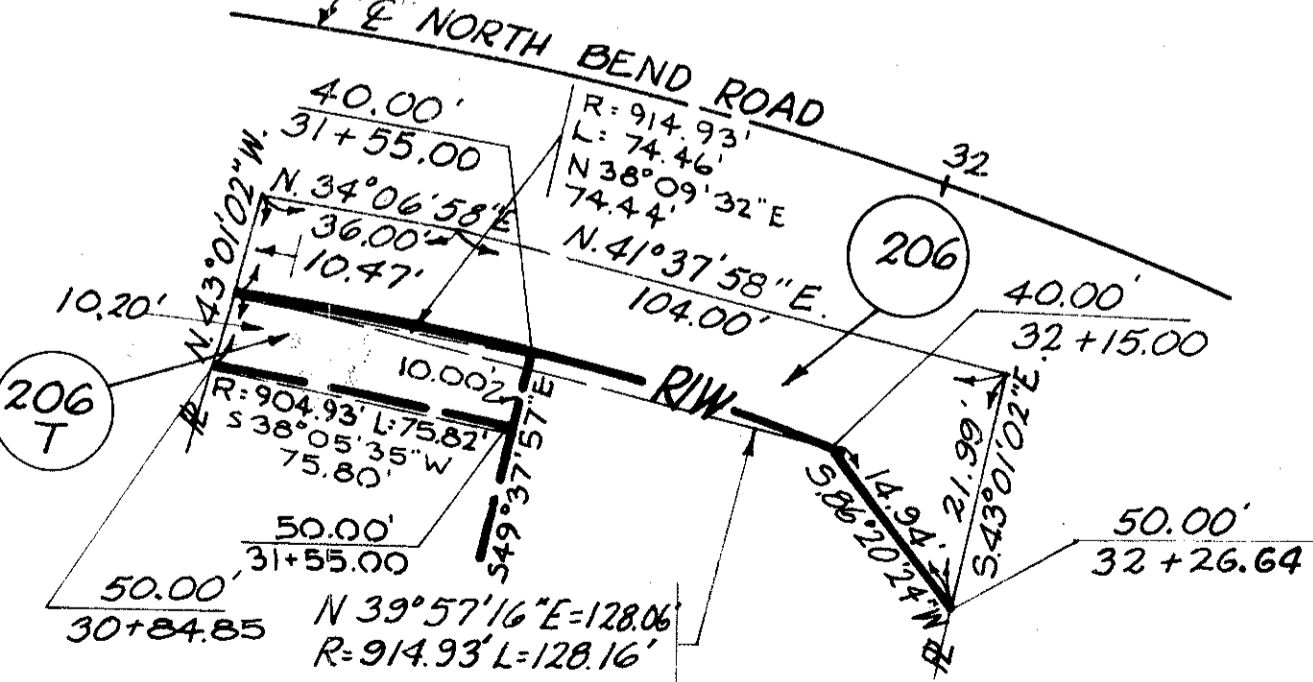 ℄ NORTH BEND ROAD
40.00'
31+55.00
R=914.93'
L=74.46'
N 38°09'32"E
74.44'
32
N.43°01'02"W.
N. 34°06'58"E
36.00'
10.47'
N.41°37'58"E.
104.00'
206
10.20'
40.00'
32+15.00
206
T
10.00'
R/W
R=904.93' L=75.82'
S 38°05'35"W
75.80'
S49°37'57"E
14.94'
S.86°20'24"W
21.99'
S.43°01'02"E.
50.00'
31+55.00
50.00'
32+26.64
50.00'
30+84.85
N 39°57'16"E=128.06'
R=914.93' L=128.16'
PL
PL